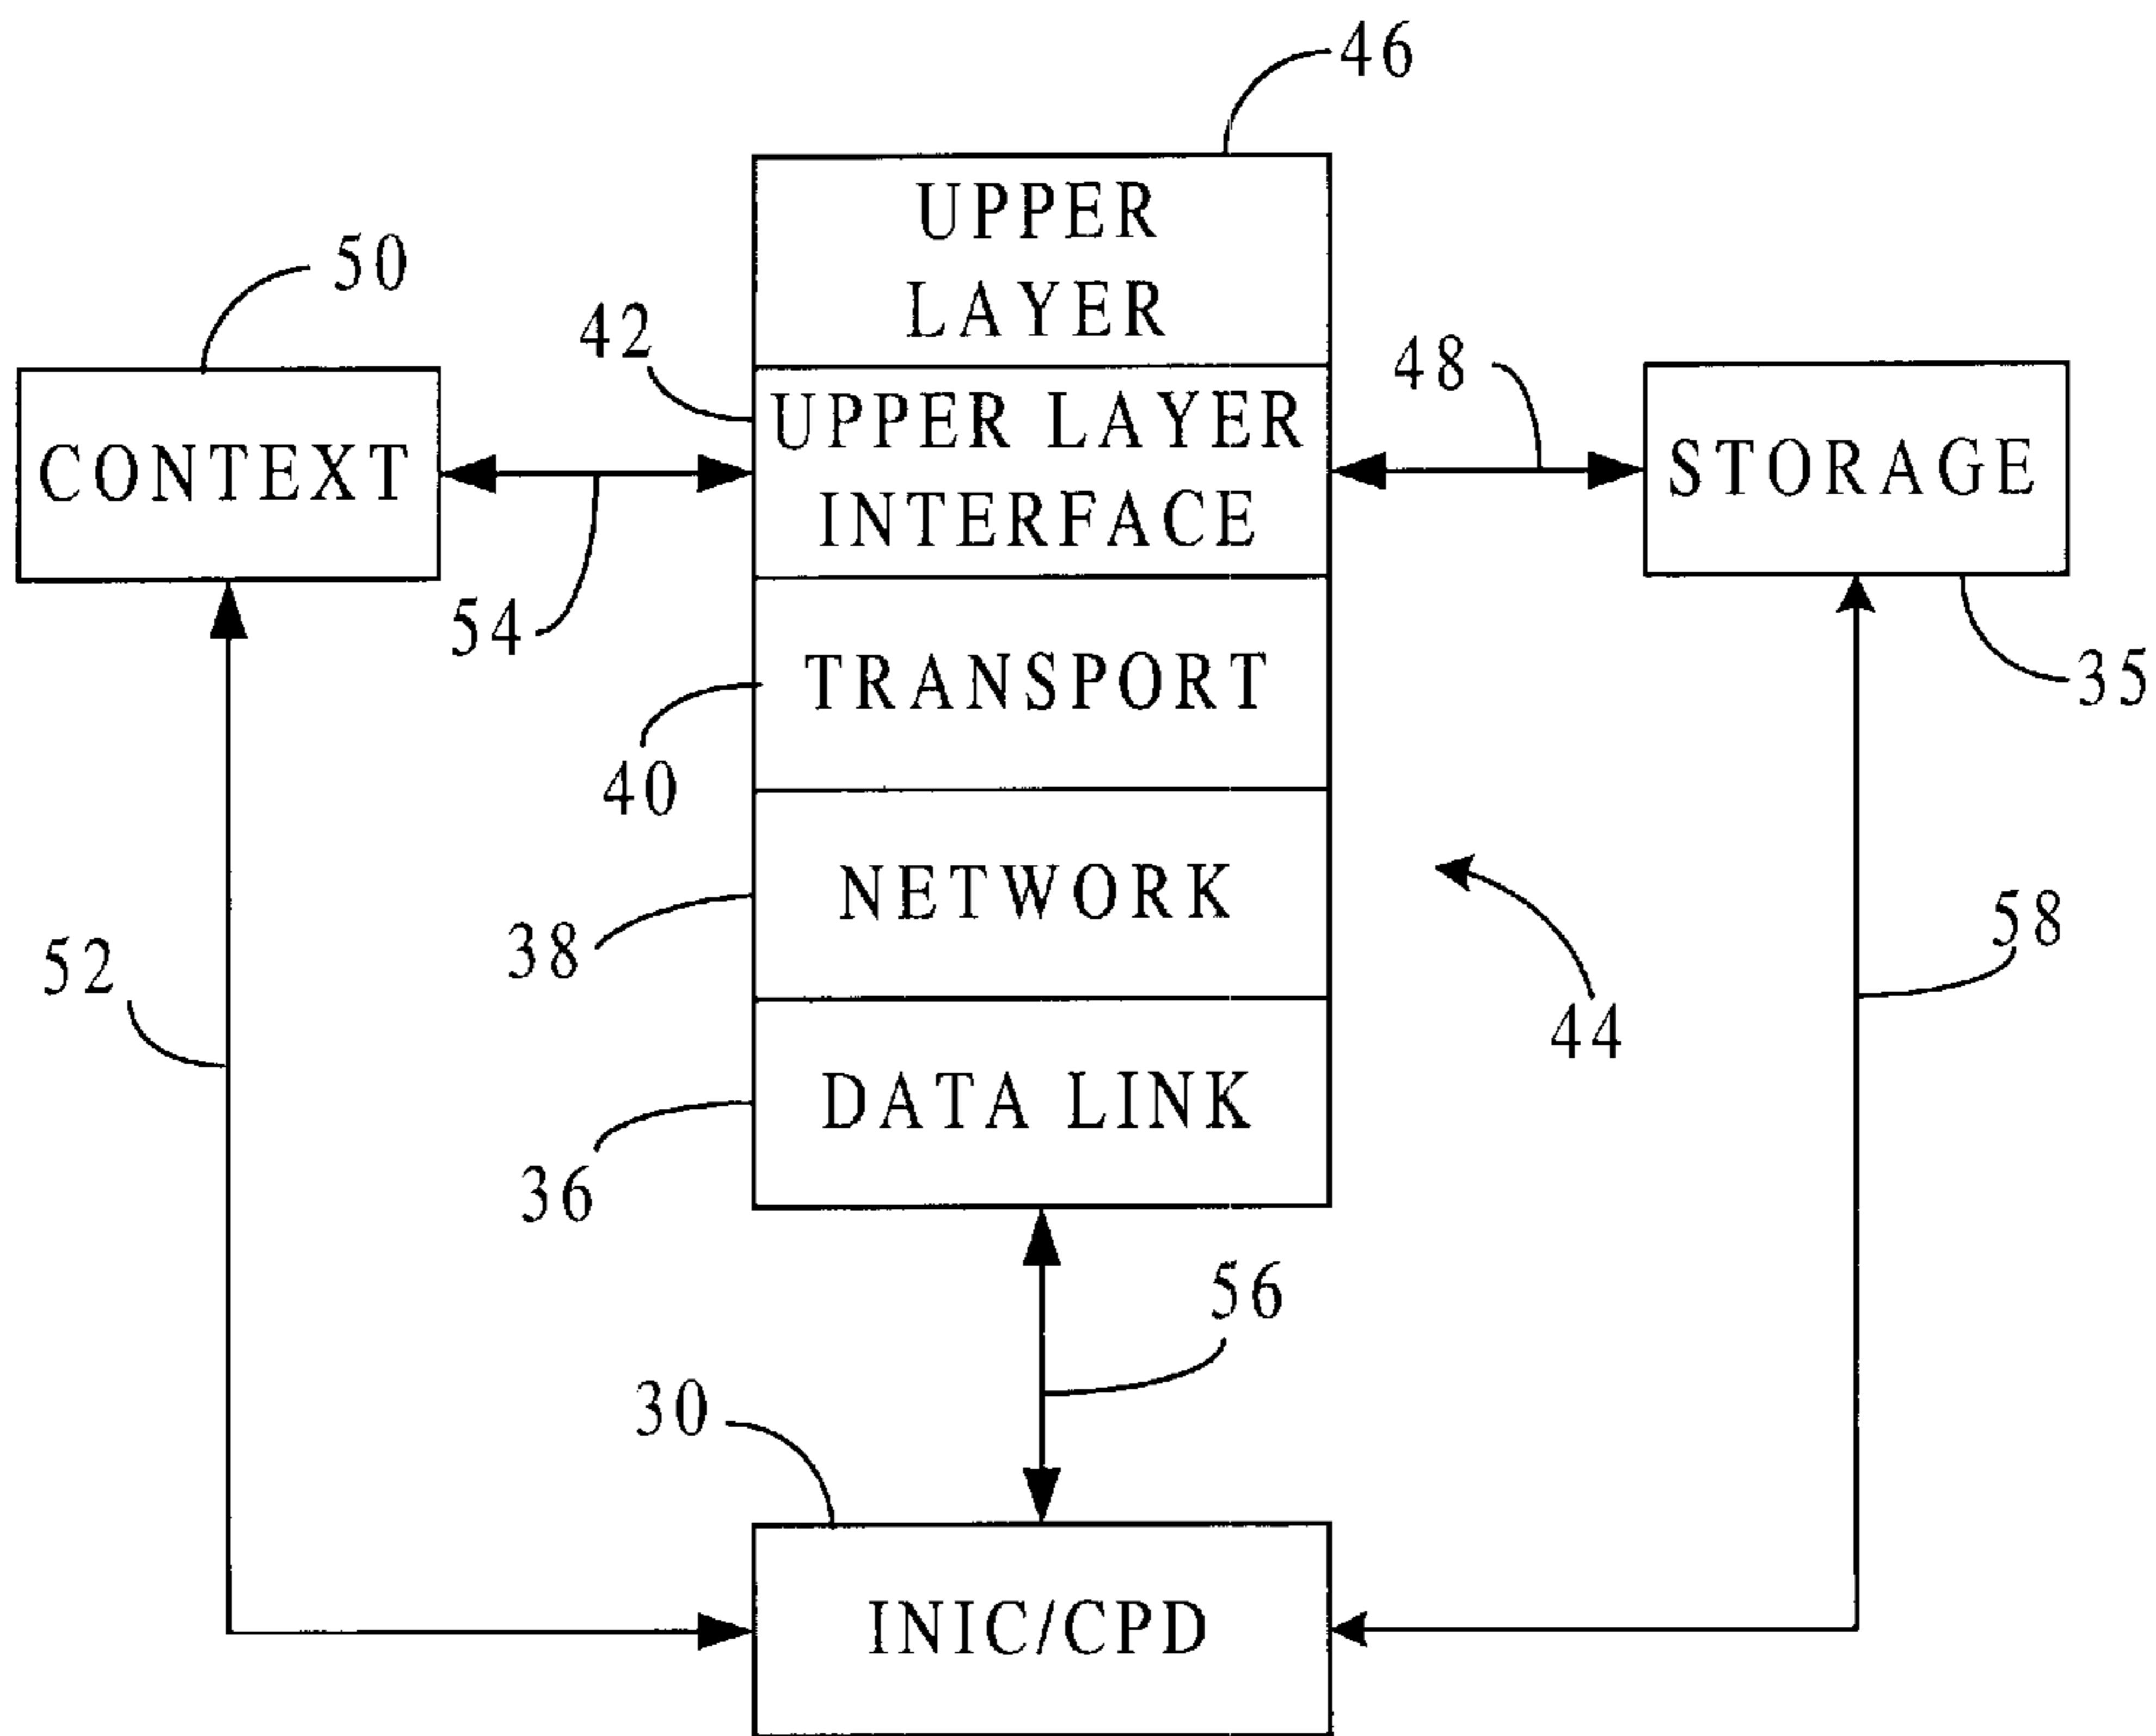 46
UPPER
LAYER
50
42
UPPER LAYER
INTERFACE
48
CONTEXT
STORAGE
54
TRANSPORT
35
40
NETWORK
38
52
58
44
DATA LINK
36
56
30
INIC/CPD